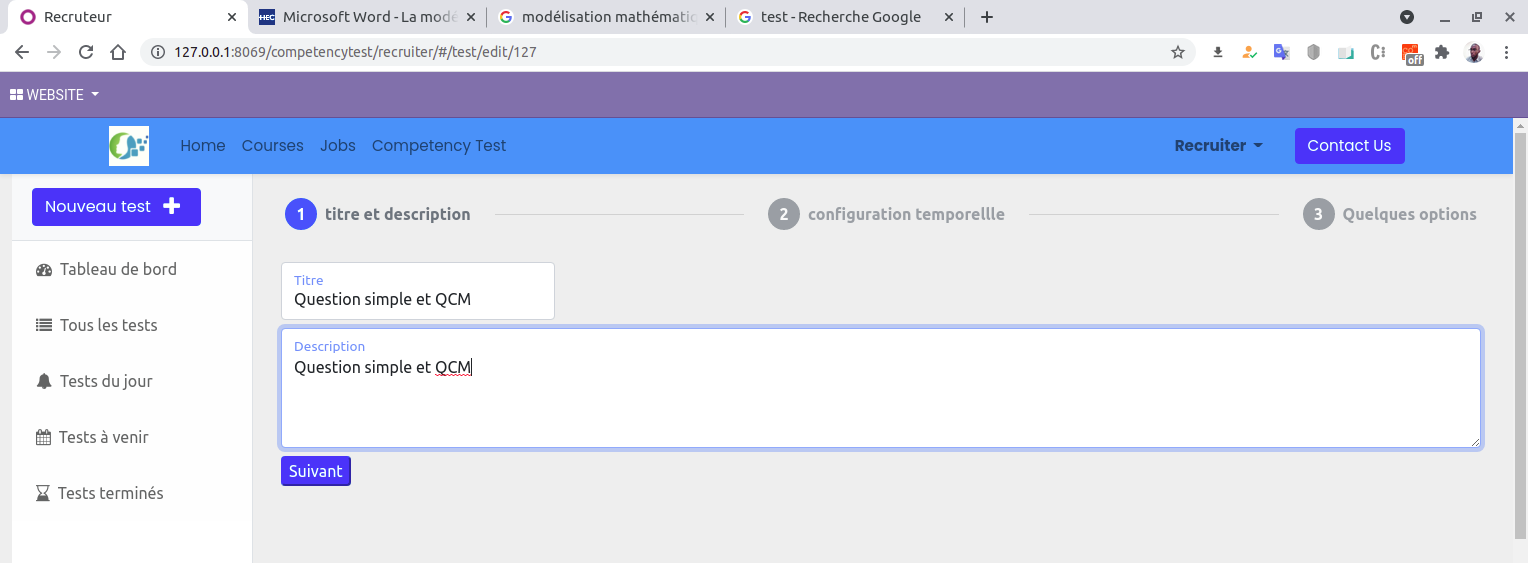 Recruteur
Microsoft Word - La modé
modélisation mathématic
test - Recherche Google
127.0.0.1:8069/competencytest/recruiter/#/test/edit/127
off
WEBSITE
Home Courses Jobs Competency Test Recruiter Contact Us
Nouveau test
1 titre et description 2 configuration temporellle 3 Quelques options
Tableau de bord
Tous les tests
Tests du jour
Tests à venir
Tests terminés
Titre
Question simple et QCM
Description
Question simple et QCM
Suivant